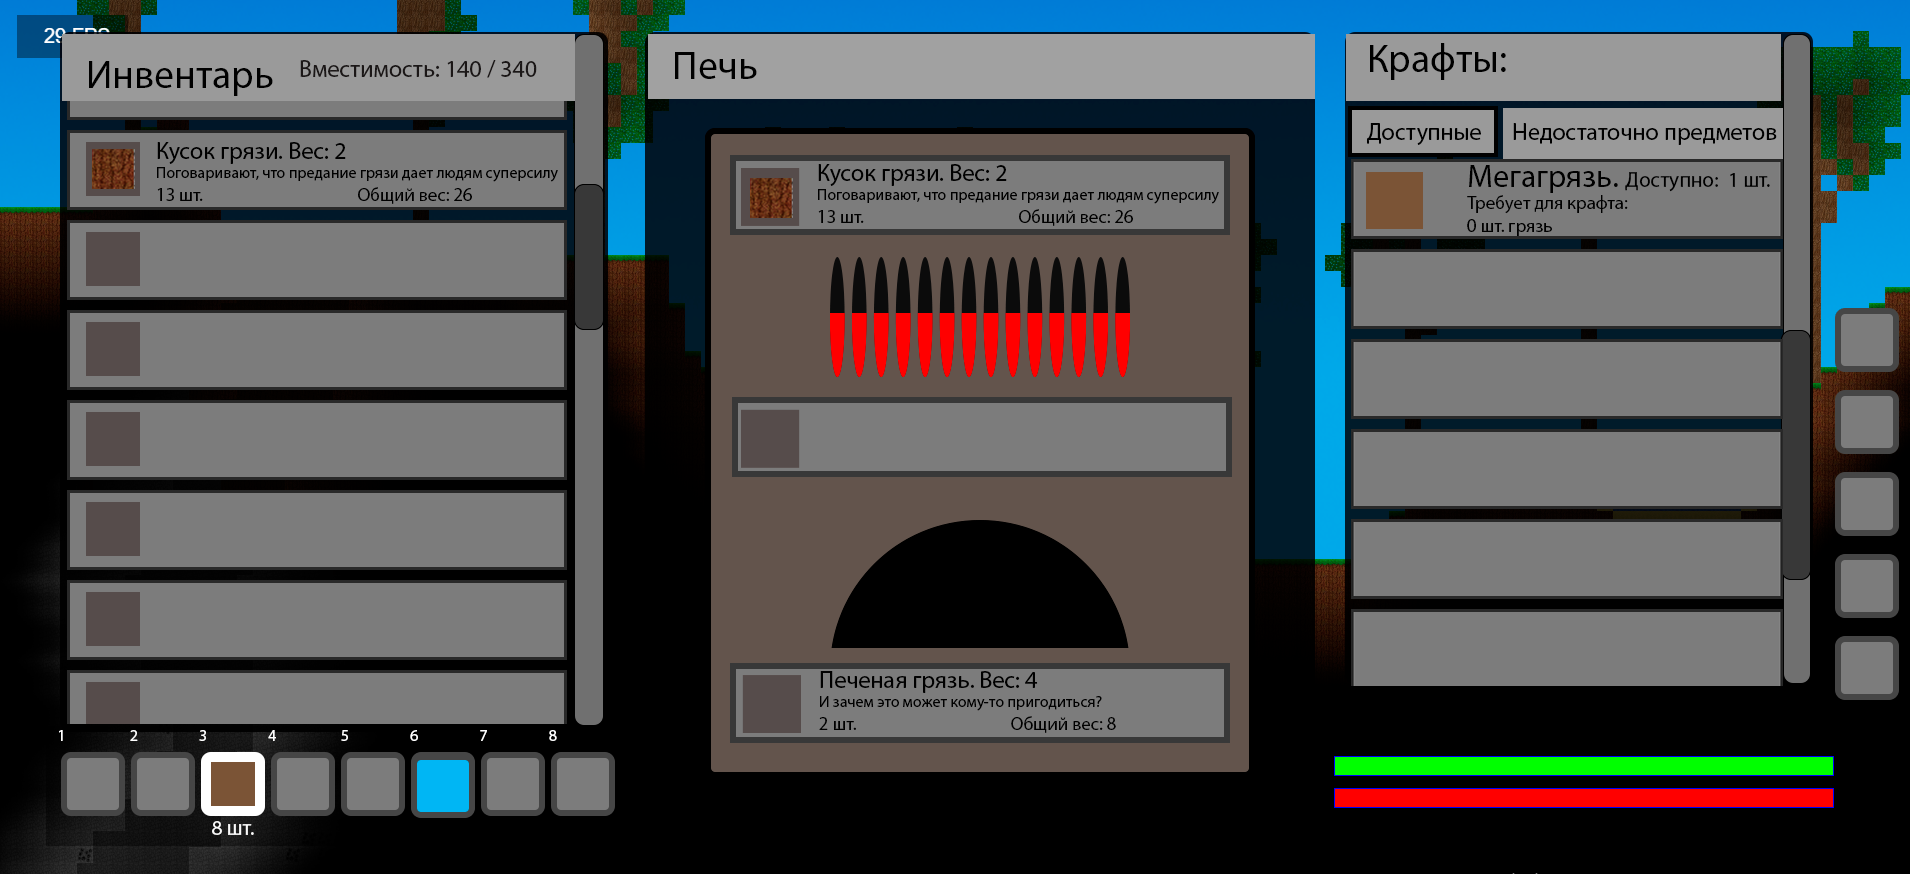 29 FPS
Инвентарь
Вместимость: 140 / 340
Кусок грязи. Вес: 2
Поговаривают, что предание грязи дает людям суперсилу
13 шт. Общий вес: 26
1 2 3 4 5 6 7 8
8 шт.
Печь
Кусок грязи. Вес: 2
Поговаривают, что предание грязи дает людям суперсилу
13 шт. Общий вес: 26
Печеная грязь. Вес: 4
И зачем это может кому-то пригодиться?
2 шт. Общий вес: 8
Крафты:
Доступные Недостаточно предметов
Мегагрязь. Доступно: 1 шт.
Требует для крафта:
0 шт. грязь